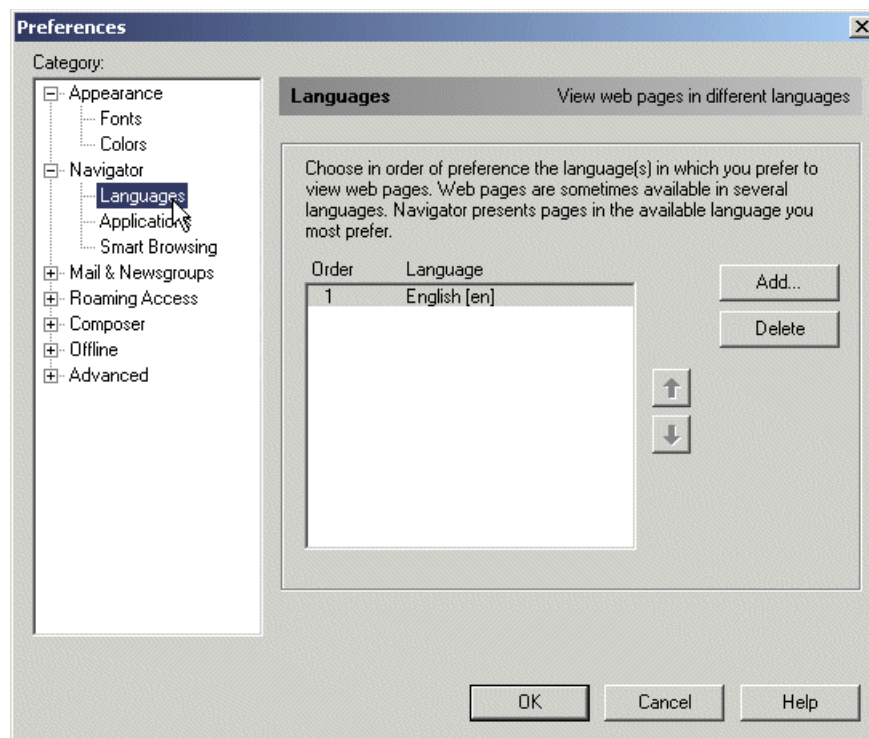 Preferences
Category:
Appearance
Fonts
Colors
Navigator
Languages
Applications
Smart Browsing
Mail & Newsgroups
Roaming Access
Composer
Offline
Advanced
Languages View web pages in different languages
Choose in order of preference the language(s) in which you prefer to
view web pages. Web pages are sometimes available in several
languages. Navigator presents pages in the available language you
most prefer.
Order Language
1 English [en]
Add...
Delete
OK Cancel Help